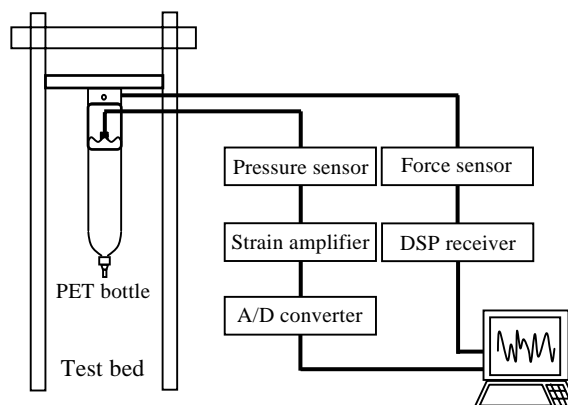 Pressure sensor
Force sensor
Strain amplifier
DSP receiver
PET bottle
A/D converter
Test bed